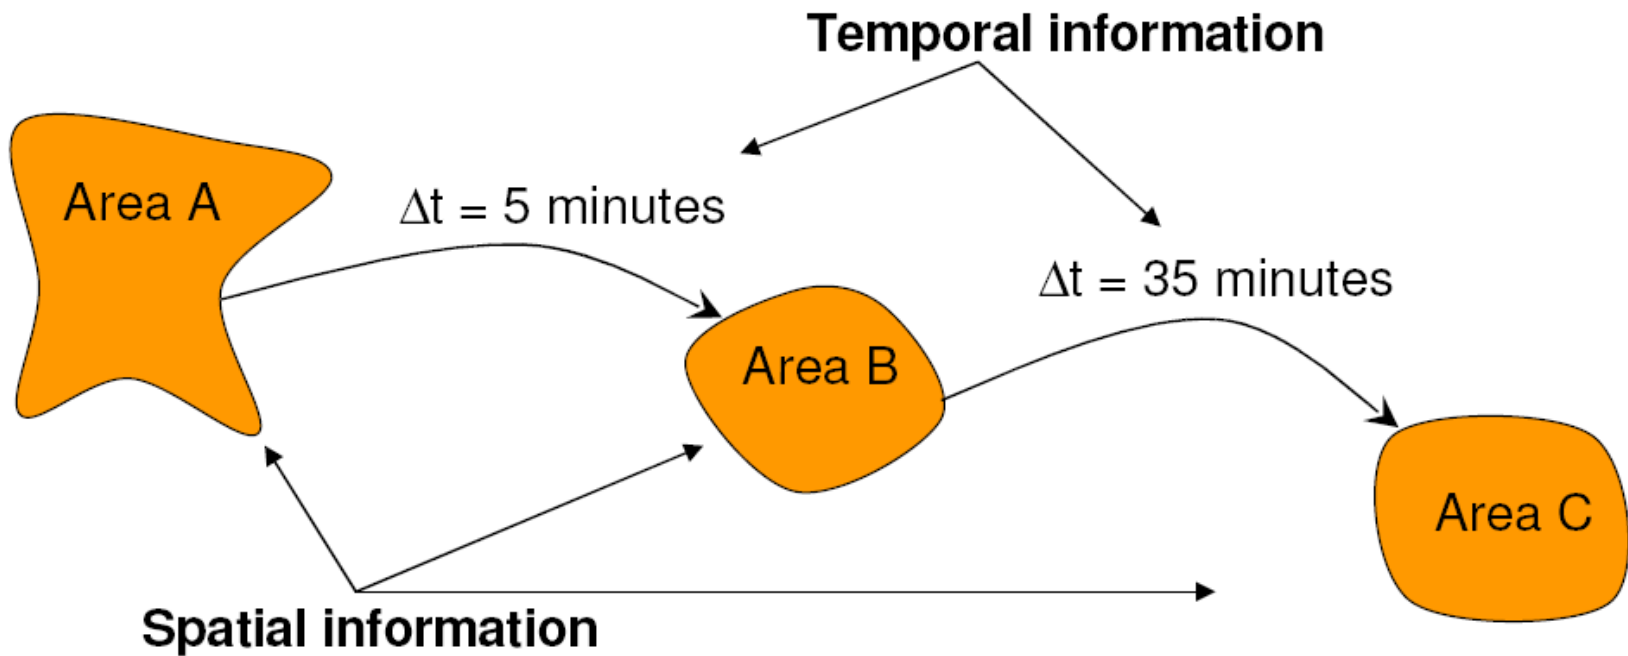 Temporal information
Area A
Δt = 5 minutes
Δt = 35 minutes
Area B
Area C
Spatial information